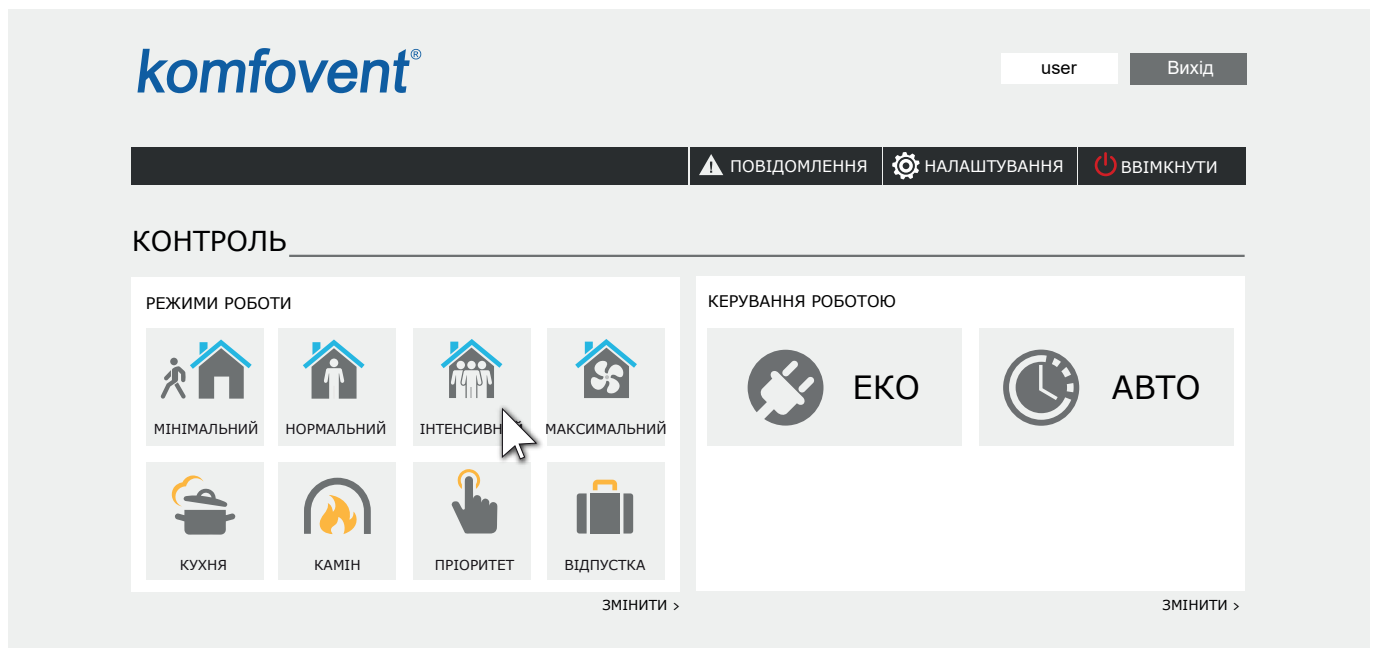 komfovent®
user Вихід
ПОВІДОМЛЕННЯ НАЛАШТУВАННЯ ВВІМКНУТИ
КОНТРОЛЬ
РЕЖИМИ РОБОТИ
МІНІМАЛЬНИЙ НОРМАЛЬНИЙ МАКСИМАЛЬНИЙ
КУХНЯ КАМІН ПРІОРИТЕТ ВІДПУСТКА
ЗМІНИТИ >
КЕРУВАННЯ РОБОТОЮ
ЕКО АВТО
ЗМІНИТИ >